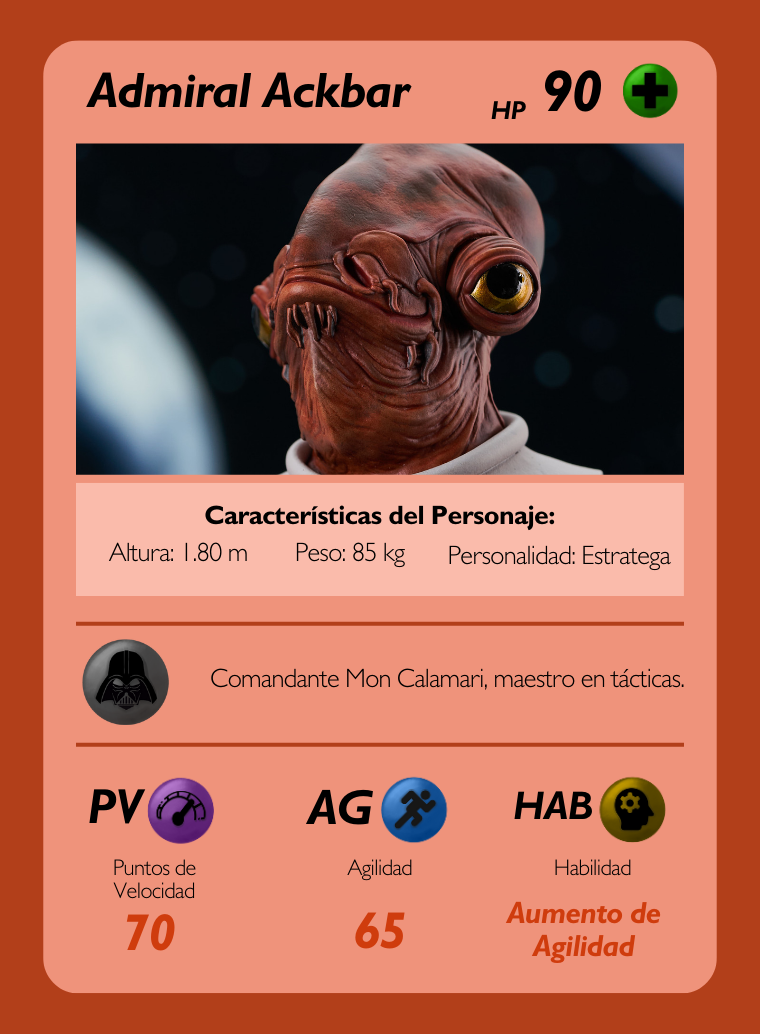 Admiral Ackbar HP 90
Características del Personaje:
Altura: 1.80 m Peso: 85 kg Personalidad: Estratega
Comandante Mon Calamari, maestro en tácticas.
PV AG HAB
Puntos de Velocidad Agilidad Habilidad
70 65 Aumento de Agilidad